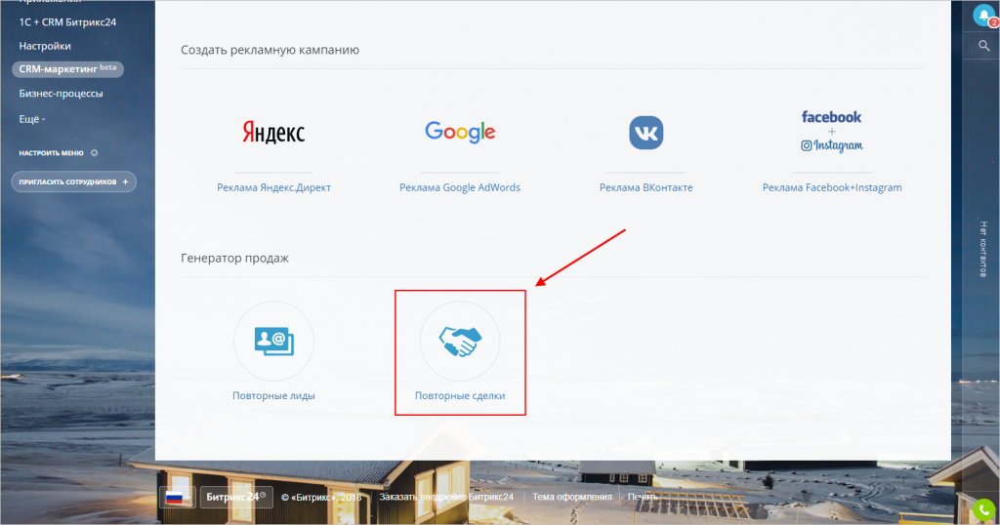 1С + CRM Битрикс24
Настройки
CRM-маркетинг beta
Бизнес-процессы
Ещё -
НАСТРОИТЬ МЕНЮ
ПРИГЛАСИТЬ СОТРУДНИКОВ +
Создать рекламную кампанию
Яндекс
Google
facebook
+
Instagram
Реклама Яндекс.Директ
Реклама Google AdWords
Реклама ВКонтакте
Реклама Facebook+Instagram
Генератор продаж
Повторные лиды
Повторные сделки
2
Нет контактов
Битрикс24
© «Битрикс», 2018
Заказать внедрение Битрикс24
Тема оформления
Печать